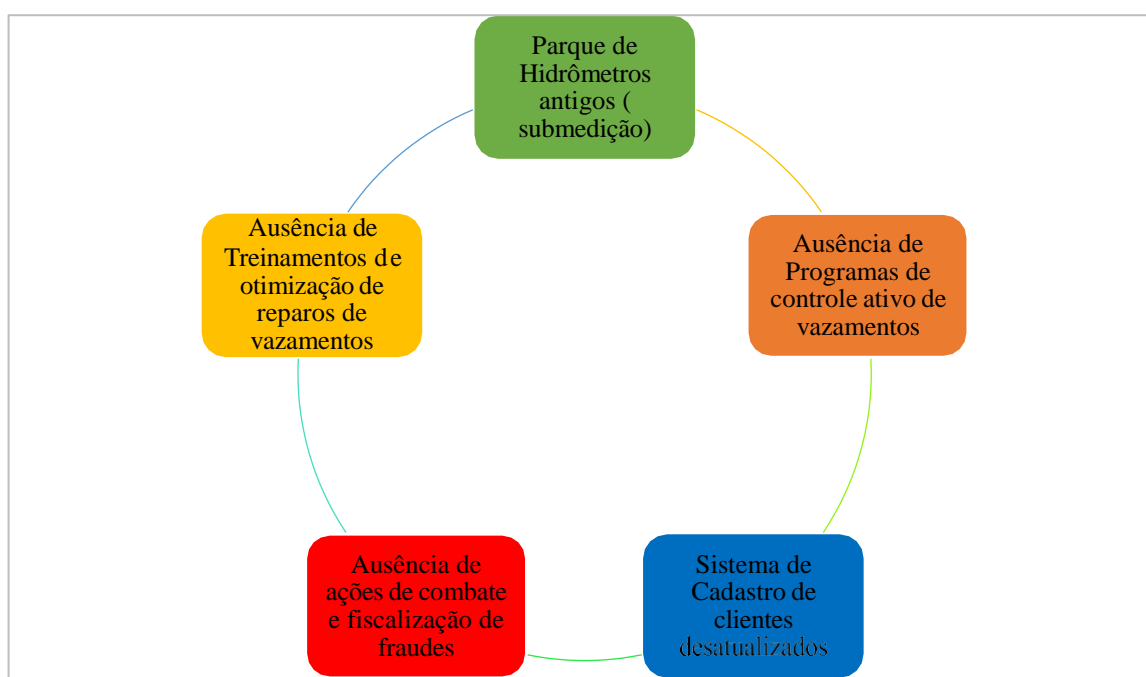 Parque de
Hidrômetros
antigos (
submedição)
Ausência de
Treinamentos de
otimização de
reparos de
vazamentos
Ausência de
Programas de
controle ativo de
vazamentos
Ausência de
ações de combate
e fiscalização de
fraudes
Sistema de
Cadastro de
clientes
desatualizados